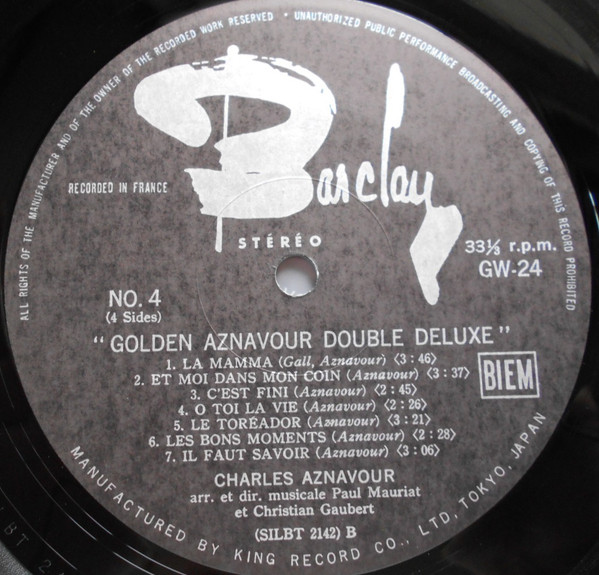 ALL RIGHTS OF THE MANUFACTURER AND OF THE OWNER OF THE RECORDED WORK RESERVED • UNAUTHORIZED PUBLIC PERFORMANCE BROADCASTING AND COPYING OF THIS RECORD PROHIBITED
Barclay
RECORDED IN FRANCE
STÉRÉO
33⅓ r.p.m.
GW-24
NO. 4
(4 Sides)
"GOLDEN AZNAVOUR DOUBLE DELUXE"
1. LA MAMMA (Gall, Aznavour) 〈3:46〉
2. ET MOI DANS MON COIN (Aznavour) 〈3:37〉
3. C'EST FINI (Aznavour) 〈2:45〉
4. O TOI LA VIE (Aznavour) 〈2:26〉
5. LE TORÉADOR (Aznavour) 〈3:21〉
6. LES BONS MOMENTS (Aznavour) 〈2:28〉
7. IL FAUT SAVOIR (Aznavour) 〈3:06〉
BIEM
CHARLES AZNAVOUR
arr. et dir. musicale Paul Mauriat
et Christian Gaubert
(SILBT 2142) B
MANUFACTURED BY KING RECORD CO., LTD, TOKYO, JAPAN